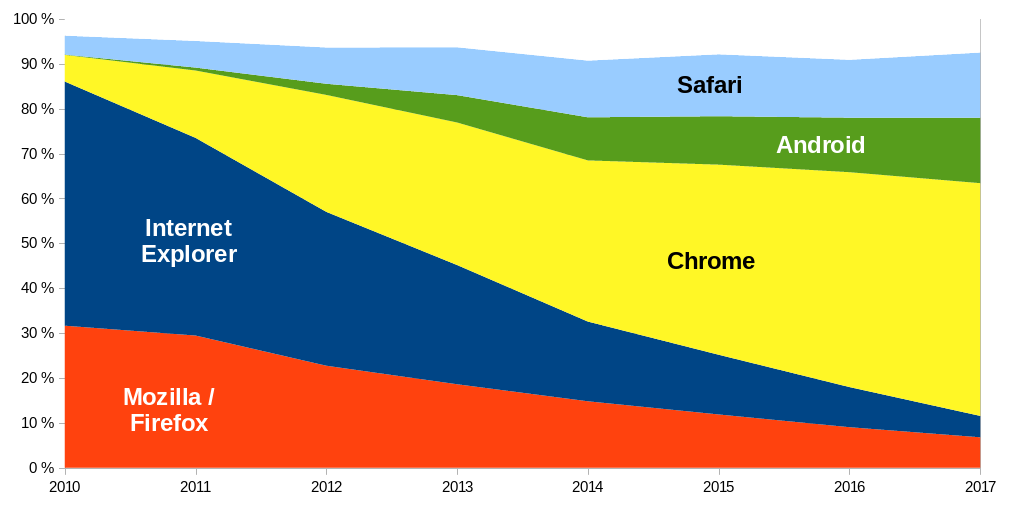 100 %
90 %
80 %
70 %
60 %
50 %
40 %
30 %
20 %
10 %
0 %
Safari
Android
Internet
Explorer
Chrome
Mozilla /
Firefox
2010 2011 2012 2013 2014 2015 2016 2017